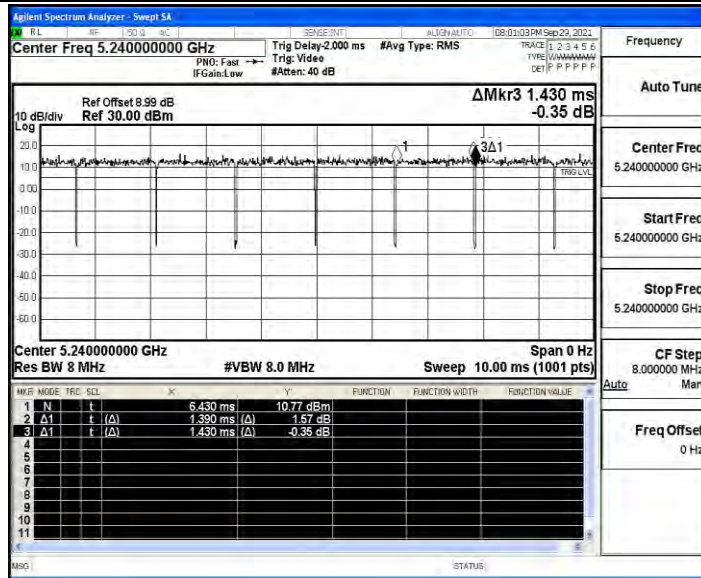 Agilent Spectrum Analyzer - Swept SA
RL RF 50 Ω AC SENSE:INT ALIGN AUTO 08:01:03 PM Sep 29, 2021
Center Freq 5.240000000 GHz
PNO: Fast
IFGain:Low
Trig Delay-2.000 ms
Trig: Video
#Atten: 40 dB
#Avg Type: RMS
TRACE 1 2 3 4 5 6
TYPE WWWWWW
DET P P P P P P
ΔMkr3 1.430 ms
-0.35 dB
Ref Offset 8.99 dB
10 dB/div Ref 30.00 dBm
Log
20.0
10.0
0.00
-10.0
-20.0
-30.0
-40.0
-50.0
-60.0
1
3Δ1
TRIG LVL
Center 5.240000000 GHz Span 0 Hz
Res BW 8 MHz #VBW 8.0 MHz Sweep 10.00 ms (1001 pts)
MKR MODE TRC SCL X Y FUNCTION FUNCTION WIDTH FUNCTION VALUE
1 N t 6.430 ms 10.77 dBm
2 Δ1 t (Δ) 1.390 ms (Δ) 1.57 dB
3 Δ1 t (Δ) 1.430 ms (Δ) -0.35 dB
4
5
6
7
8
9
10
11
MSG STATUS
Frequency
Auto Tune
Center Freq
5.240000000 GHz
Start Freq
5.240000000 GHz
Stop Freq
5.240000000 GHz
CF Step
8.000000 MHz
Auto Man
Freq Offset
0 Hz